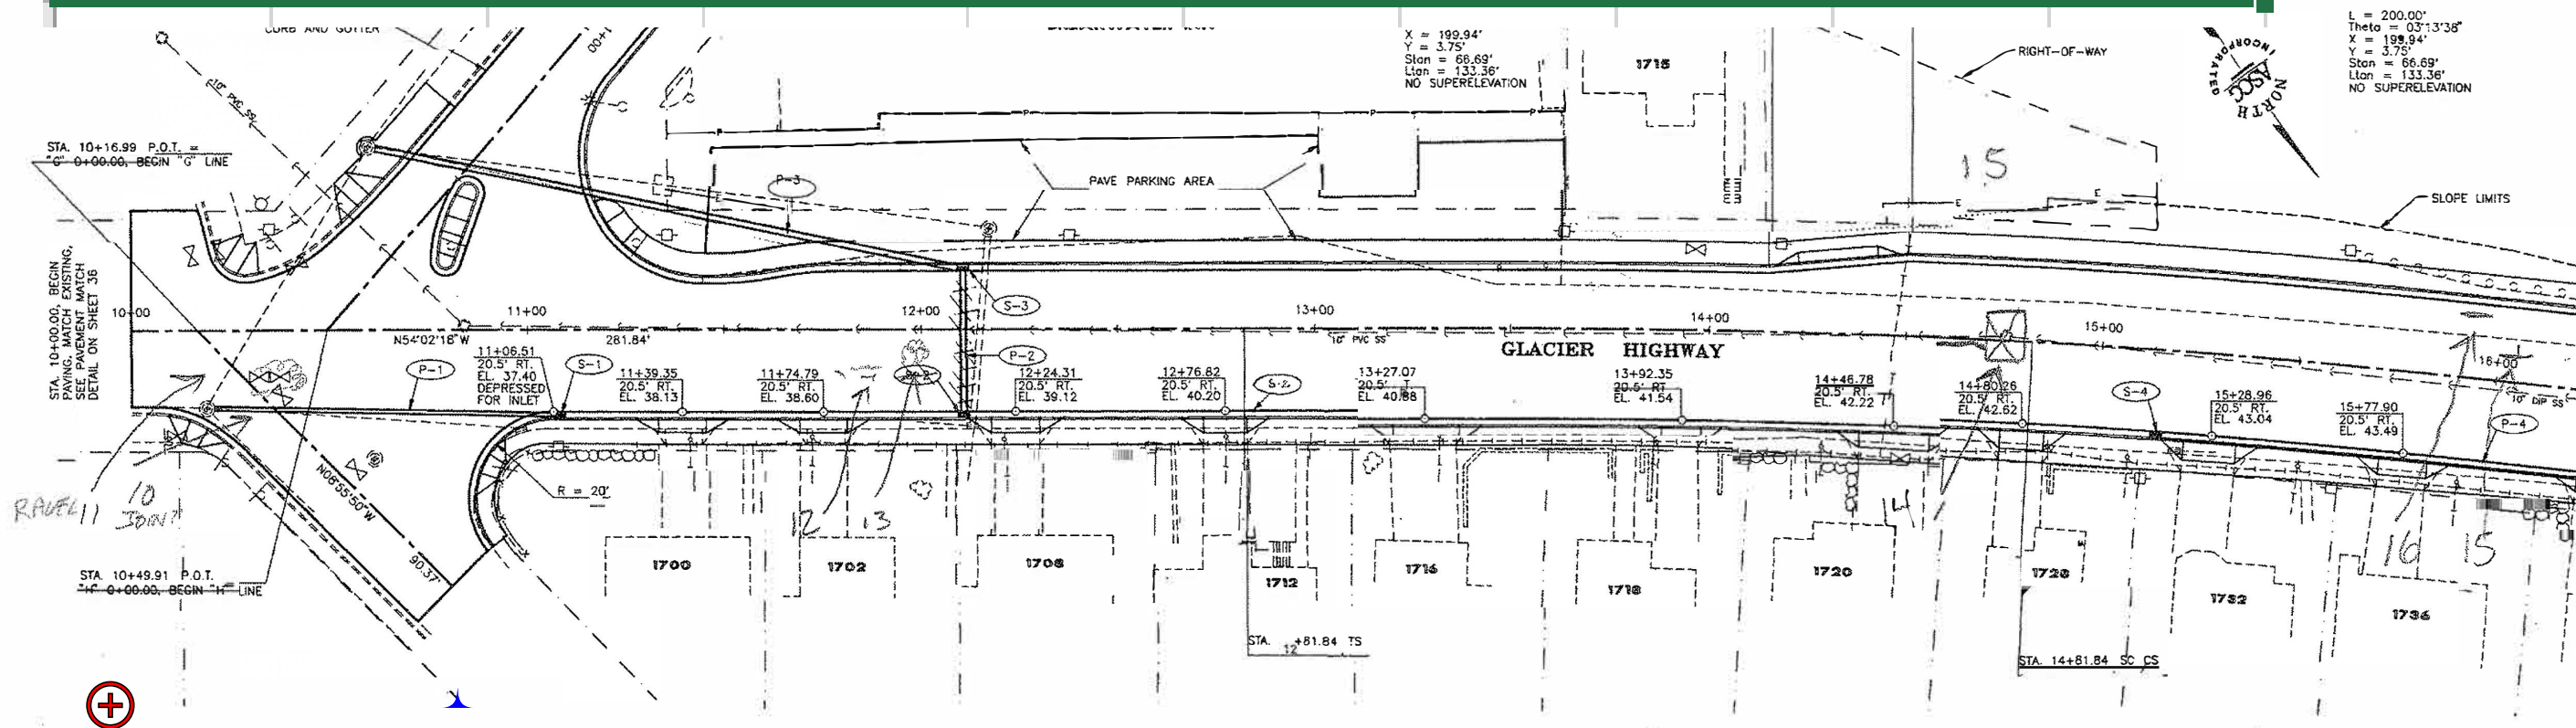 CURB AND GUTTER
00+1
X = 199.94'
Y = 3.75'
Stan = 66.69'
Ltan = 133.36'
NO SUPERELEVATION
1715
RIGHT-OF-WAY
NORTH
ASCG
INCORPORATED
L = 200.00'
Theta = 03°13'38"
X = 199.94'
Y = 3.75'
Stan = 66.69'
Ltan = 133.36'
NO SUPERELEVATION
10" PVC SS
STA. 10+16.99 P.O.T. =
"G" 0+00.00, BEGIN "G" LINE
P-3
PAVE PARKING AREA
15
SLOPE LIMITS
STA. 10+00.00, BEGIN
PAVING, MATCH EXISTING,
SEE PAVEMENT MATCH
DETAIL ON SHEET 36
10+00
11+00
12+00
S-3
13+00
14+00
15+00
16+00
N54°02'18"W
281.84'
10" PVC SS
GLACIER HIGHWAY
10" DIP SS
P-1
11+06.51
20.5' RT.
EL. 37.40
DEPRESSED
FOR INLET
S-1
11+39.35
20.5' RT.
EL. 38.13
11+74.79
20.5' RT.
EL. 38.60
P-2
12+24.31
20.5' RT.
EL. 39.12
12+76.82
20.5' RT.
EL. 40.20
S-2
13+27.07
20.5'
EL. 40.88
13+92.35
20.5' RT
EL. 41.54
14+46.78
20.5' RT.
EL. 42.22
14+80.26
20.5' RT.
EL. 42.62
S-4
15+28.96
20.5' RT.
EL. 43.04
15+77.90
20.5' RT.
EL. 43.49
P-4
RAVEL 11
10
JOINT
N08°55'50"W
90.37'
R = 20'
12
13
14
16
15
STA. 10+49.91 P.O.T.
"H" 0+00.00, BEGIN "H" LINE
1700
1702
1708
1712
1716
1718
1720
1728
1732
1736
STA. 12+81.84 TS
STA. 14+81.84 SC CS